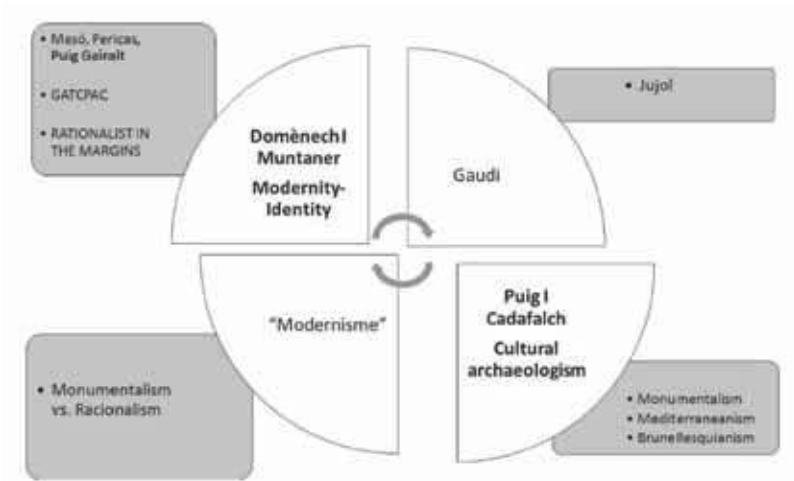 • Masó, Pericas,
Puig Gairalt
• GATCPAC
• RATIONALIST IN
THE MARGINS
Domènech I
Muntaner
Modernity-
Identity
Gaudi
• Jujol
"Modernisme"
Puig I
Cadafalch
Cultural
archaeologism
• Monumentalism
vs. Racionalism
• Monumentalism
• Mediterraneanism
• Brunellesquianism